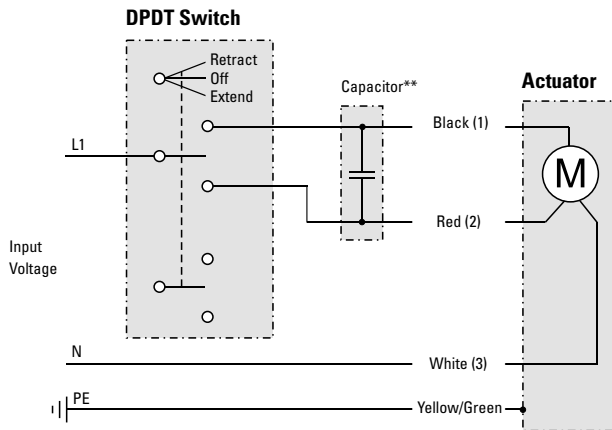 DPDT Switch
Retract
Off
Extend
Capacitor**
Actuator
Black (1)
L1
M
Red (2)
Input
Voltage
N
White (3)
PE
Yellow/Green